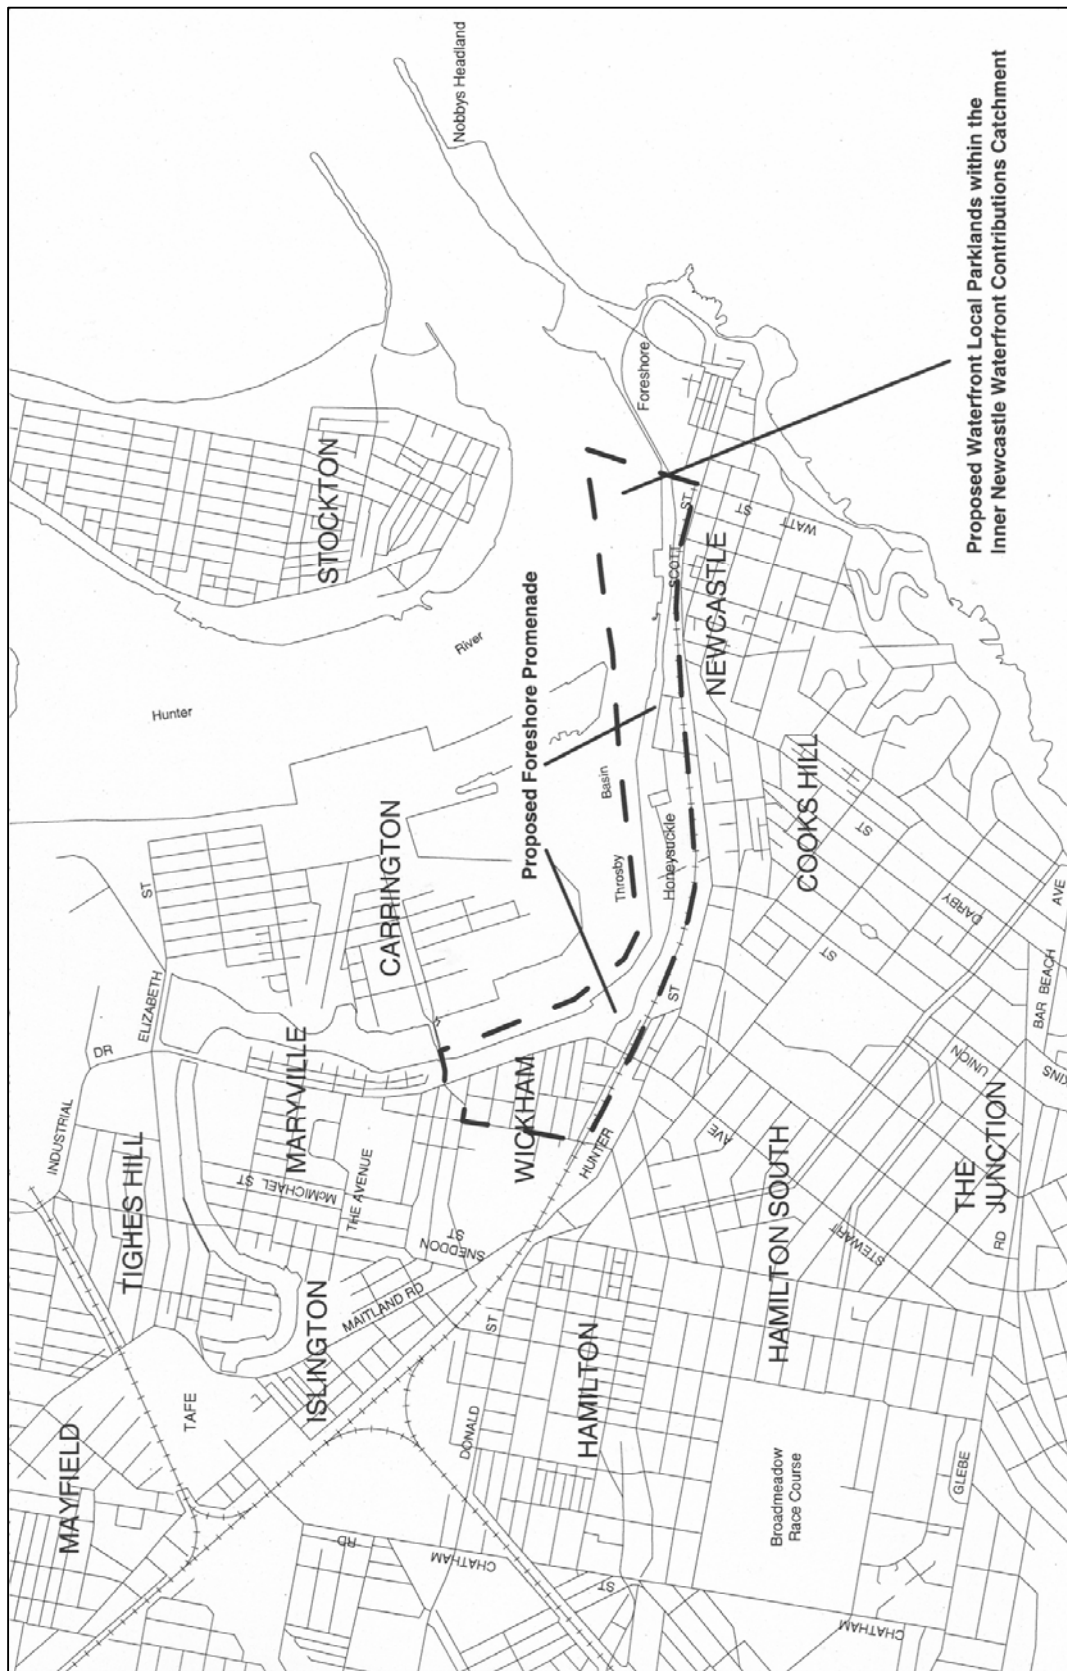 Nobbys Headland
Proposed Waterfront Local Parklands within the
Inner Newcastle Waterfront Contributions Catchment
Foreshore
STOCKTON
ST
WATT
ST
SCOTT
NEWCASTLE
River
Hunter
Proposed Foreshore Promenade
Basin
Throsby
Honeysuckle
COOKS HILL
ST
DARBY
ST
AVE
BAR BEACH
CARRINGTON
ST
ELIZABETH
DR
INDUSTRIAL
MARYVILLE
McMICHAEL ST
THE AVENUE
TIGHES HILL
WICKHAM
ST
HUNTER
AVE
UNION
KINS
THE
JUNCTION
RD
STEWART
HAMILTON SOUTH
SNEDDON
ST
MAITLAND RD
ISLINGTON
TAFE
MAYFIELD
ST
DONALD
HAMILTON
RD
CHATHAM
ST
CHATHAM
Broadmeadow
Race Course
GLEBE